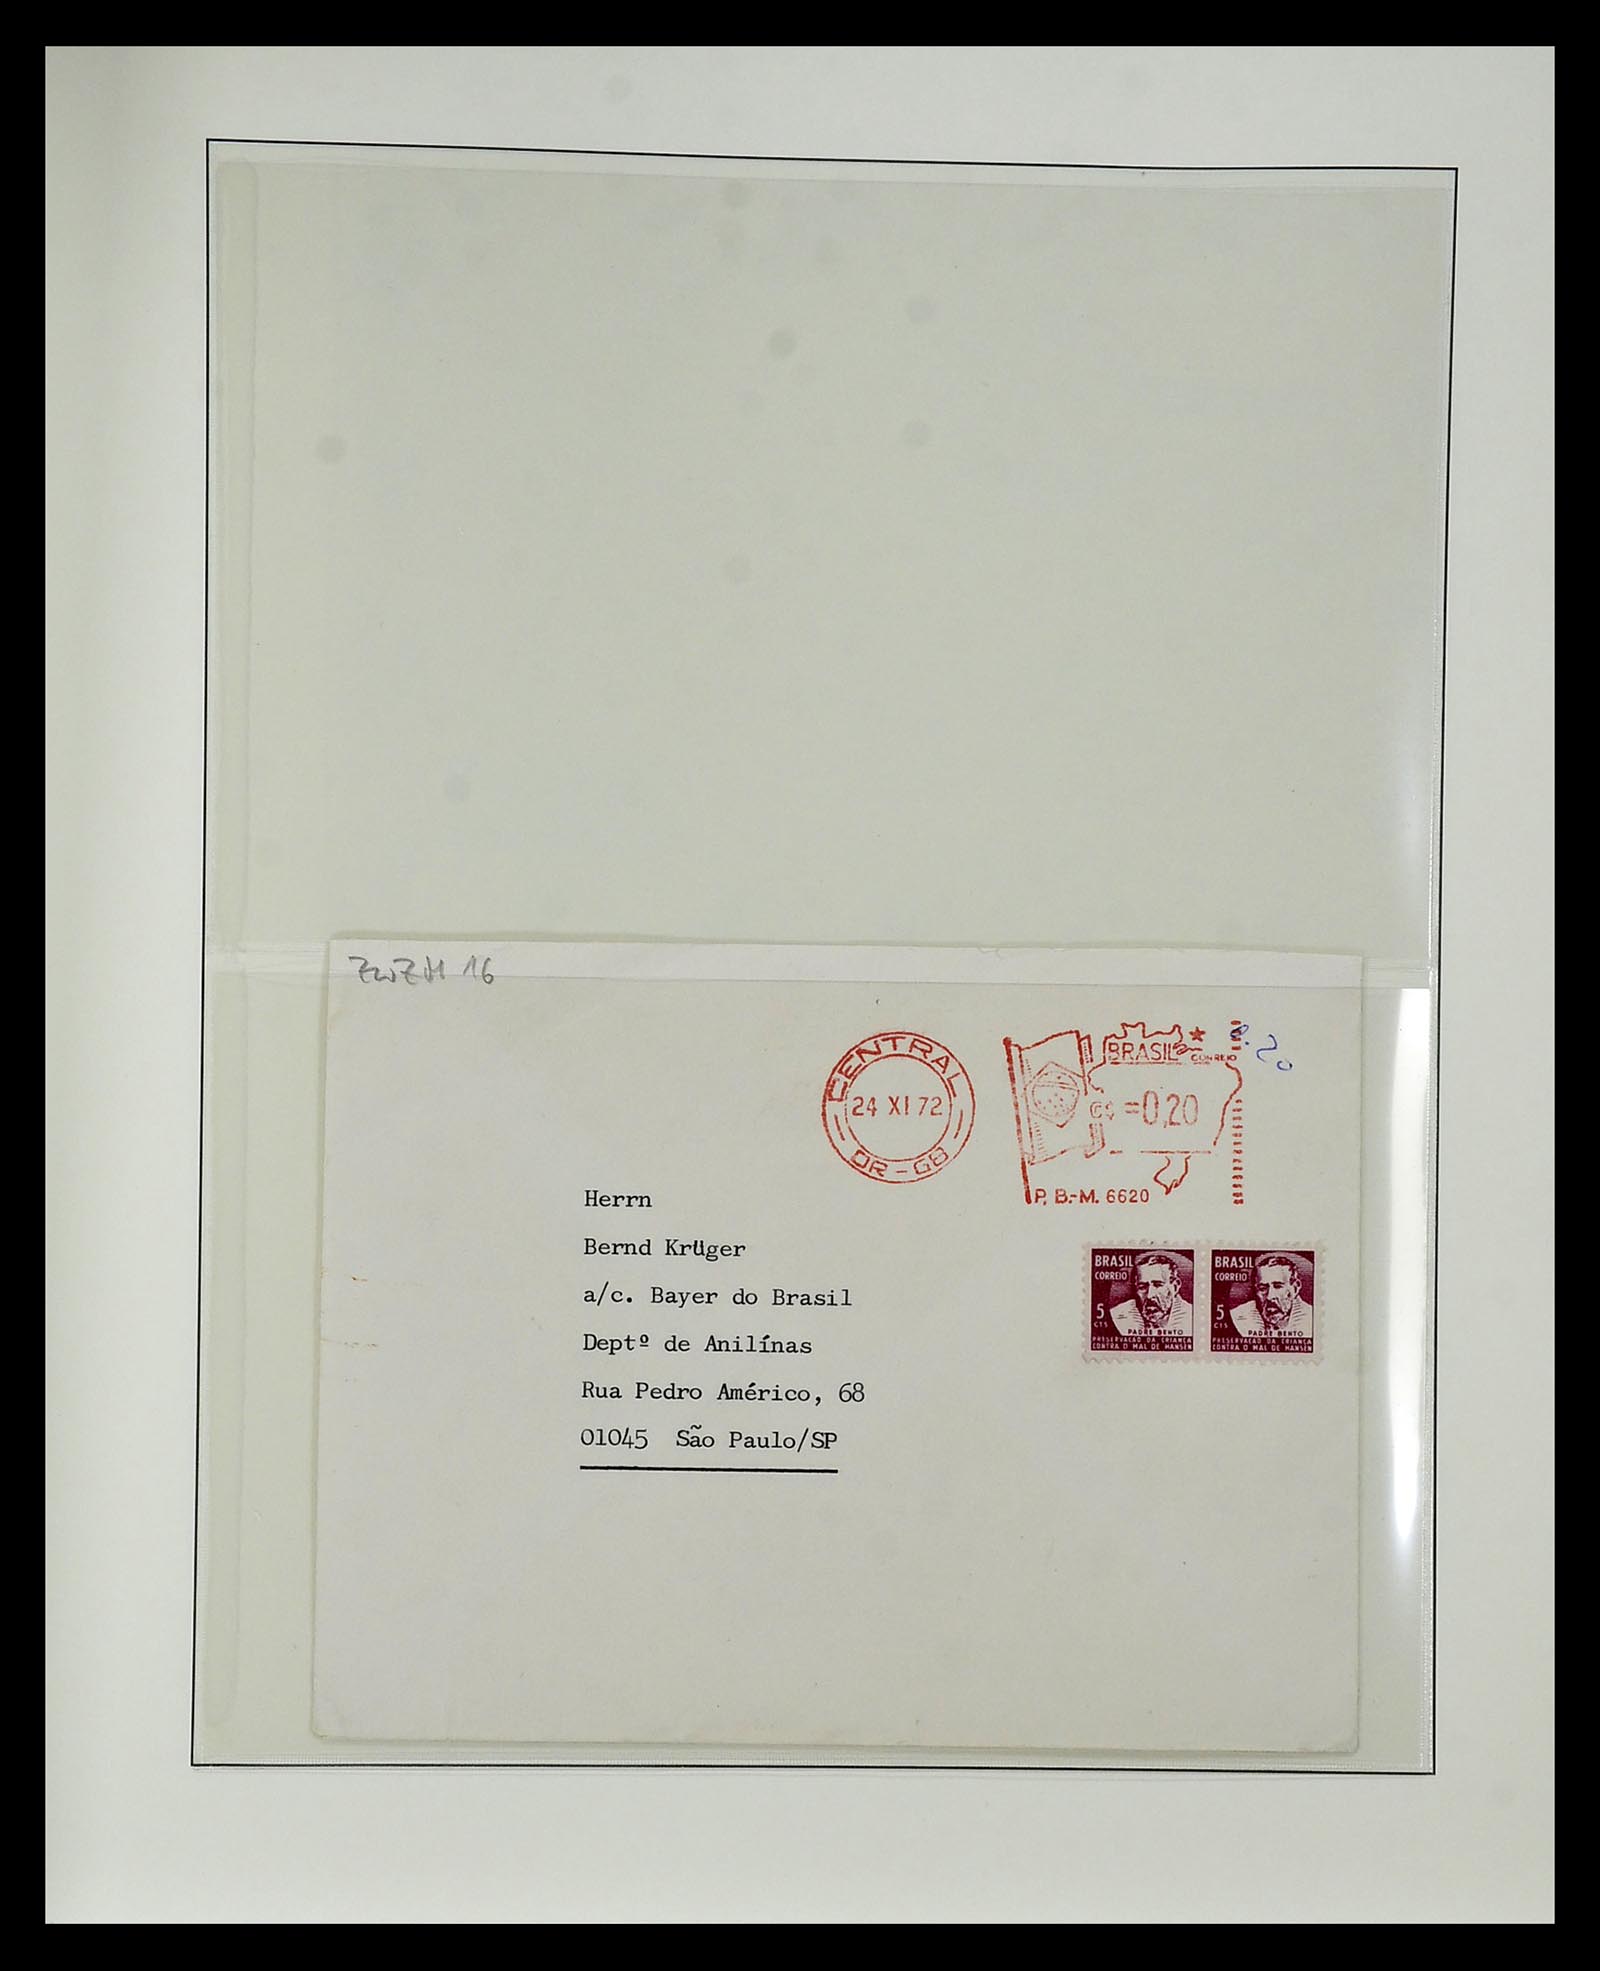 ZWZM 16
CENTRAL
24 XI 72
DR-GB
BRASIL
CORREIO
=0,20
P. B.-M. 6620
Herrn
Bernd Krüger
a/c. Bayer do Brasil
Deptº de Anilínas
Rua Pedro Américo, 68
01045 São Paulo/SP
BRASIL
CORREIO
5
CTS
PADRE BENTO
PRESERVAÇÃO DA CRIANÇA
CONTRA O MAL DE HANSEN
BRASIL
CORREIO
5
CTS
PADRE BENTO
PRESERVAÇÃO DA CRIANÇA
CONTRA O MAL DE HANSEN